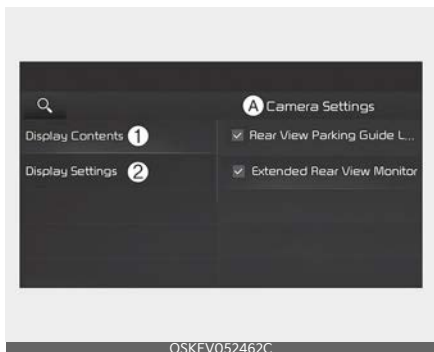 A Camera Settings
Display Contents 1
Rear View Parking Guide L...
Display Settings 2
Extended Rear View Monitor
OSKEV052462C